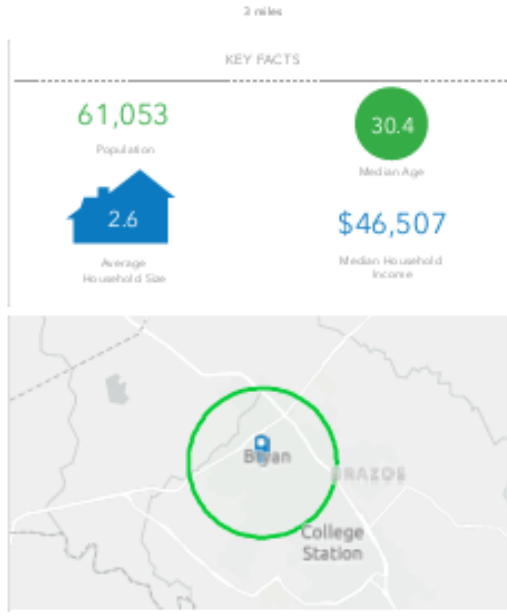 3 miles
KEY FACTS
61,053
Population
30.4
Median Age
2.6
Average
Household Size
$46,507
Median Household
Income
Bryan
BRAZOS
College
Station